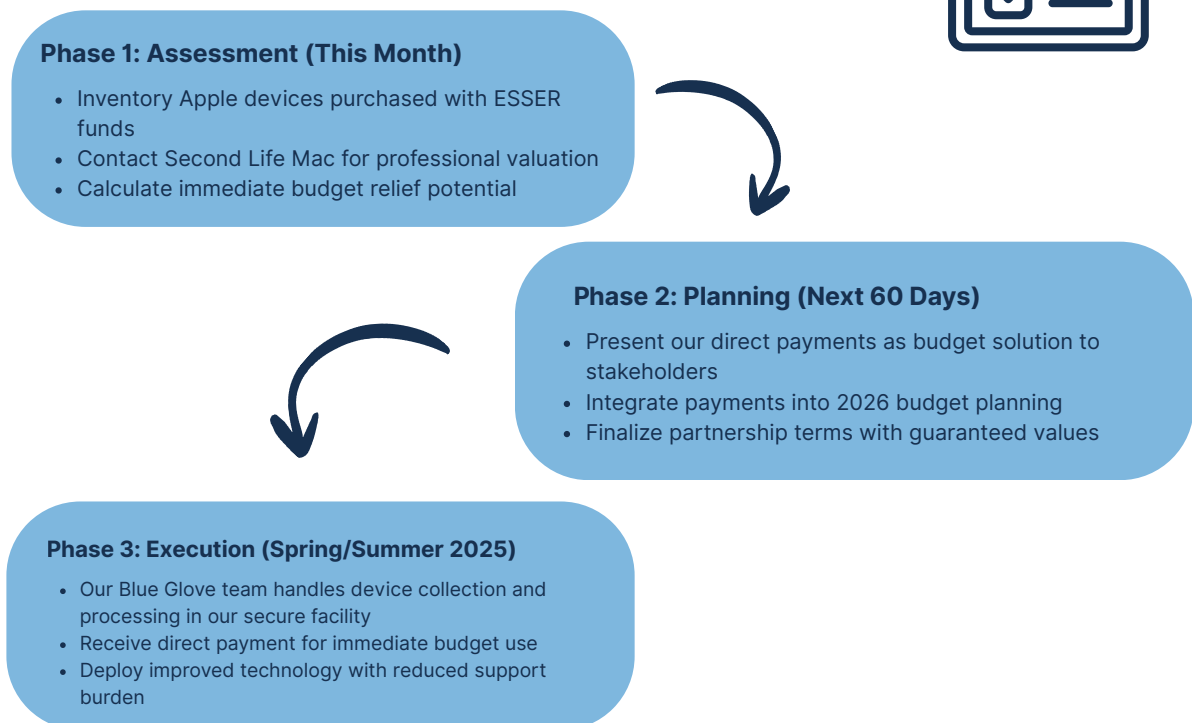 Phase 1: Assessment (This Month)
• Inventory Apple devices purchased with ESSER
funds
• Contact Second Life Mac for professional valuation
• Calculate immediate budget relief potential
Phase 2: Planning (Next 60 Days)
• Present our direct payments as budget solution to
stakeholders
• Integrate payments into 2026 budget planning
• Finalize partnership terms with guaranteed values
Phase 3: Execution (Spring/Summer 2025)
• Our Blue Glove team handles device collection and
processing in our secure facility
• Receive direct payment for immediate budget use
• Deploy improved technology with reduced support
burden